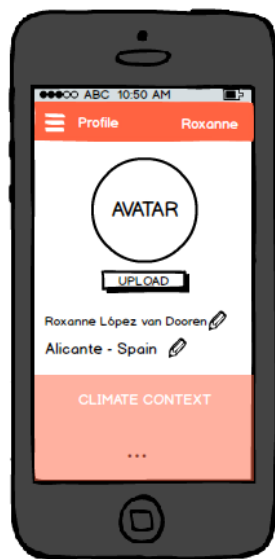 ABC 10:50 AM
Profile Roxanne
AVATAR
UPLOAD
Roxanne López van Dooren
Alicante - Spain
CLIMATE CONTEXT
...